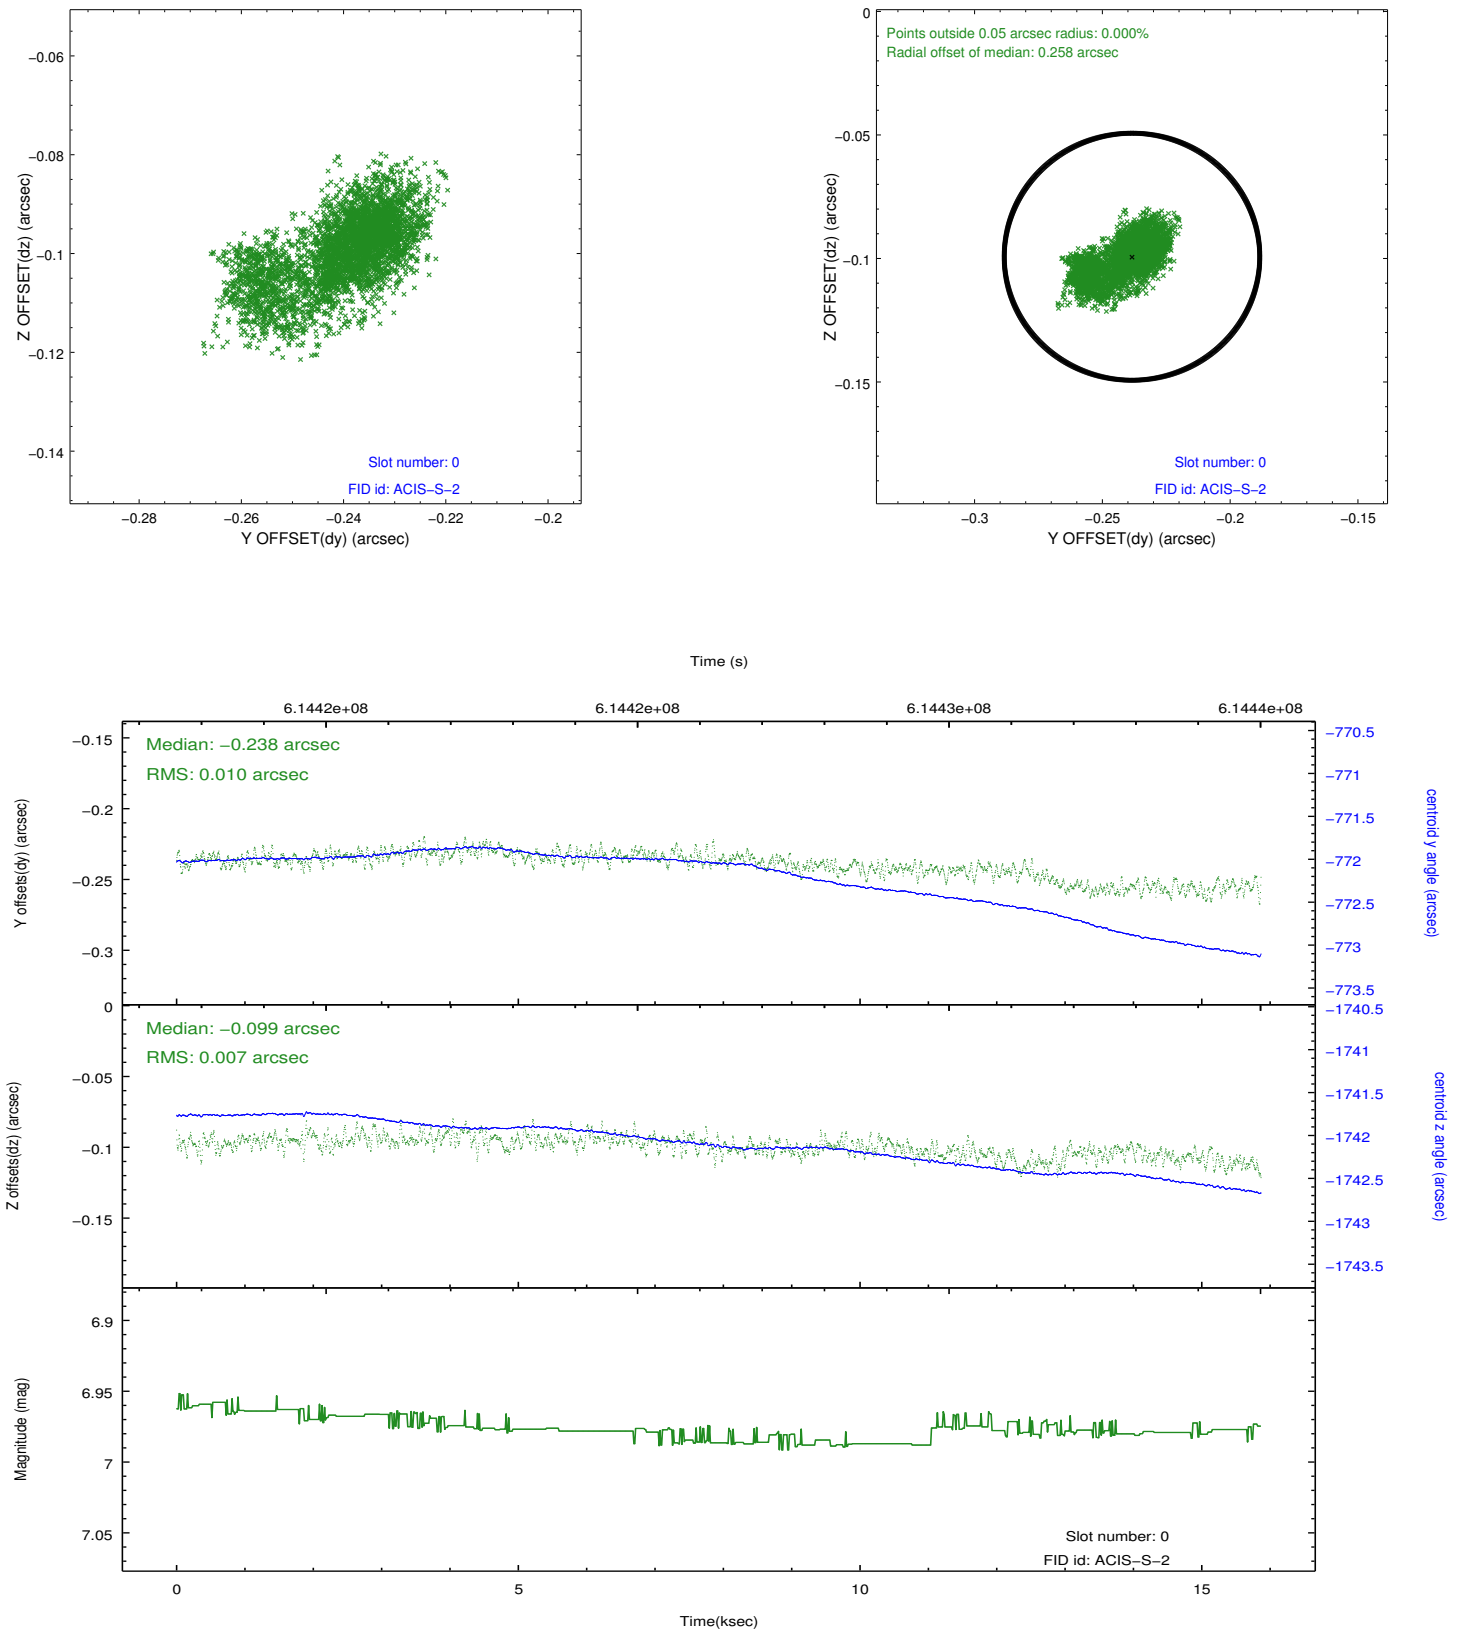 −0.06
−0.08
−0.1
−0.12
−0.14
Z OFFSET(dz) (arcsec)
Slot number: 0
FID id: ACIS−S−2
−0.28
−0.26
−0.24
−0.22
−0.2
Y OFFSET(dy) (arcsec)
0
−0.05
−0.1
−0.15
Z OFFSET(dz) (arcsec)
Points outside 0.05 arcsec radius: 0.000%
Radial offset of median: 0.258 arcsec
Slot number: 0
FID id: ACIS−S−2
−0.3
−0.25
−0.2
−0.15
Y OFFSET(dy) (arcsec)
Time (s)
6.1442e+08
6.1442e+08
6.1443e+08
6.1444e+08
−0.15
−0.2
−0.25
−0.3
Y offsets(dy) (arcsec)
Median: −0.238 arcsec
RMS: 0.010 arcsec
−770.5
−771
−771.5
−772
−772.5
−773
−773.5
centroid y angle (arcsec)
0
−0.05
−0.1
−0.15
Z offsets(dz) (arcsec)
Median: −0.099 arcsec
RMS: 0.007 arcsec
−1740.5
−1741
−1741.5
−1742
−1742.5
−1743
−1743.5
centroid z angle (arcsec)
6.9
6.95
7
7.05
Magnitude (mag)
Slot number: 0
FID id: ACIS−S−2
0
5
10
15
Time(ksec)